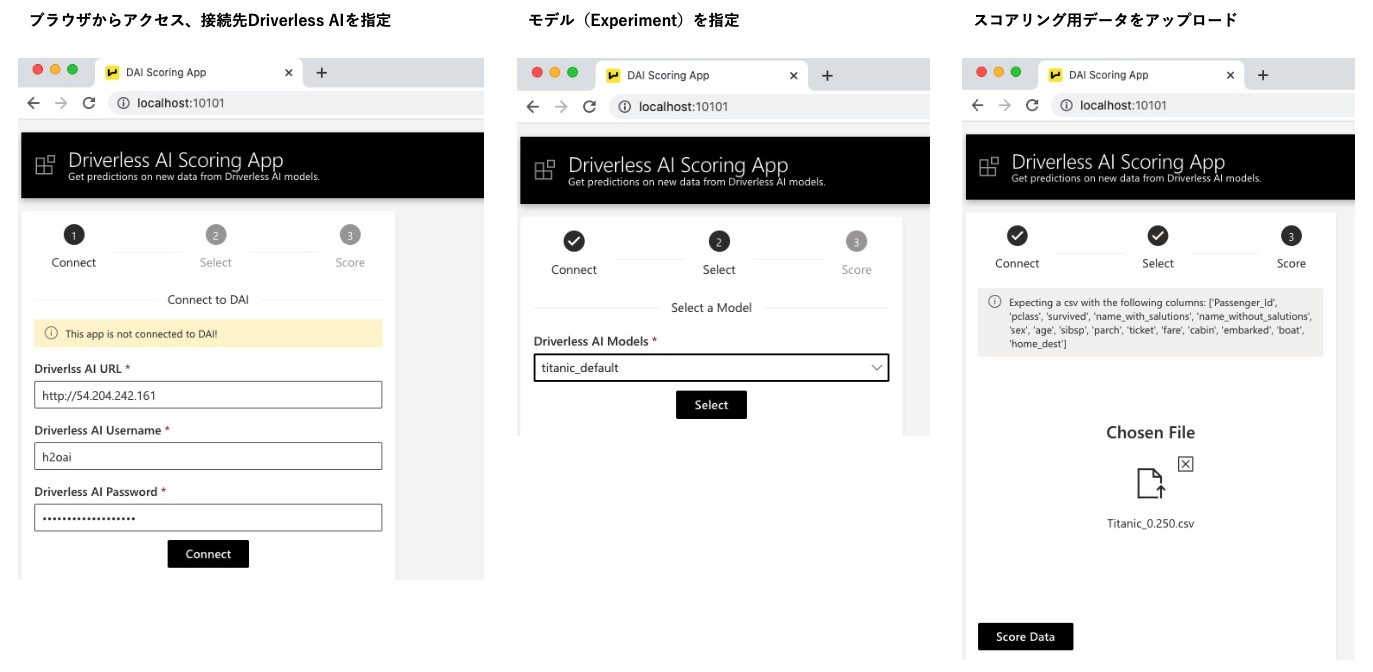 ブラウザからアクセス、接続先Driverless AIを指定
DAI Scoring App
localhost:10101
Driverless AI Scoring App
Get predictions on new data from Driverless AI models.
1
2
3
Connect
Select
Score
Connect to DAI
This app is not connected to DAI!
Driverlss AI URL *
http://54.204.242.161
Driverless AI Username *
h2oai
Driverless AI Password *
••••••••••••••••••••
Connect
モデル（Experiment）を指定
DAI Scoring App
localhost:10101
Driverless AI Scoring App
Get predictions on new data from Driverless AI models.
2
3
Connect
Select
Score
Select a Model
Driverless AI Models *
titanic_default
Select
スコアリング用データをアップロード
DAI Scoring App
localhost:10101
Driverless AI Scoring App
Get predictions on new data from Driverless AI models.
3
Connect
Select
Score
Expecting a csv with the following columns: ['Passenger_Id',
'pclass', 'survived', 'name_with_salutions', 'name_without_salutions',
'sex', 'age', 'sibsp', 'parch', 'ticket', 'fare', 'cabin', 'embarked', 'boat',
'home_dest']
Chosen File
Titanic_0.250.csv
Score Data